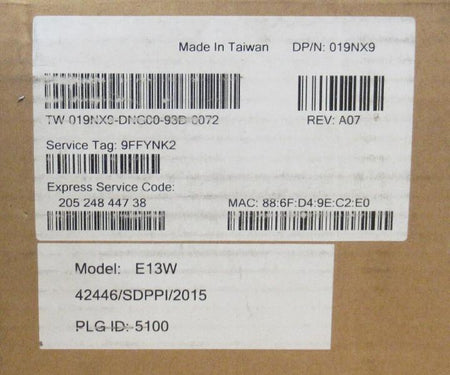 Made In Taiwan DP/N: 019NX9
TW-019NX9-DNG00-93D-0072
REV: A07
Service Tag: 9FFYNK2
Express Service Code:
205 248 447 38
MAC: 88:6F:D4:9E:C2:E0
Model: E13W
42446/SDPPI/2015
PLG ID: 5100